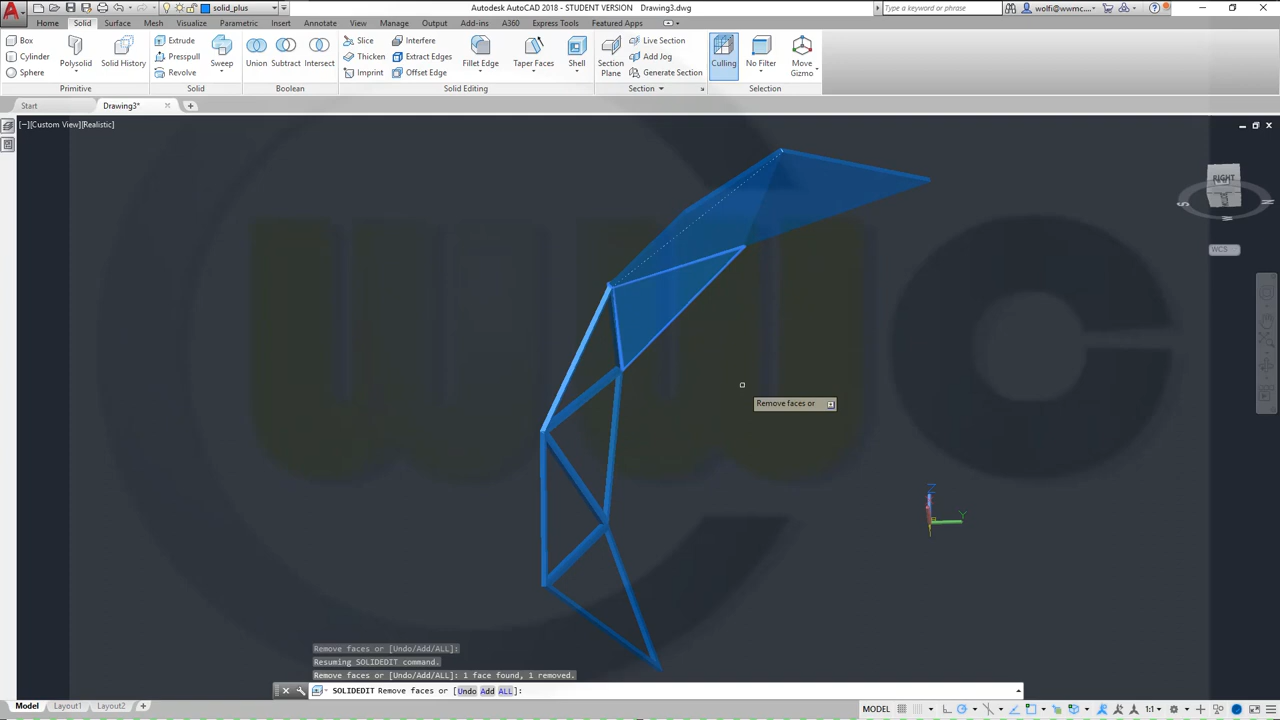 Autodesk AutoCAD 2018 - STUDENT VERSION Drawing3.dwg
solid_plus
Type a keyword or phrase
wolfi@wwmc...
Home Solid Surface Mesh Visualize Parametric Insert Annotate View Manage Output Add-ins A360 Express Tools Featured Apps
Box
Cylinder
Sphere
Polysolid
Solid History
Extrude
Presspull
Revolve
Sweep
Union
Subtract
Intersect
Slice
Thicken
Imprint
Interfere
Extract Edges
Offset Edge
Fillet Edge
Taper Faces
Shell
Section
Plane
Live Section
Add Jog
Generate Section
Culling
No Filter
Move
Gizmo
Primitive Solid Boolean Solid Editing Section Selection
Start Drawing3*
[−][Custom View][Realistic]
RIGHT
S
WCS
wwc
Remove faces or
Z
Y
Remove faces or [Undo/Add/ALL]:
Resuming SOLIDEDIT command.
Remove faces or [Undo/Add/ALL]: 1 face found, 1 removed.
SOLIDEDIT Remove faces or [Undo Add ALL]:
Model Layout1 Layout2
MODEL
1:1